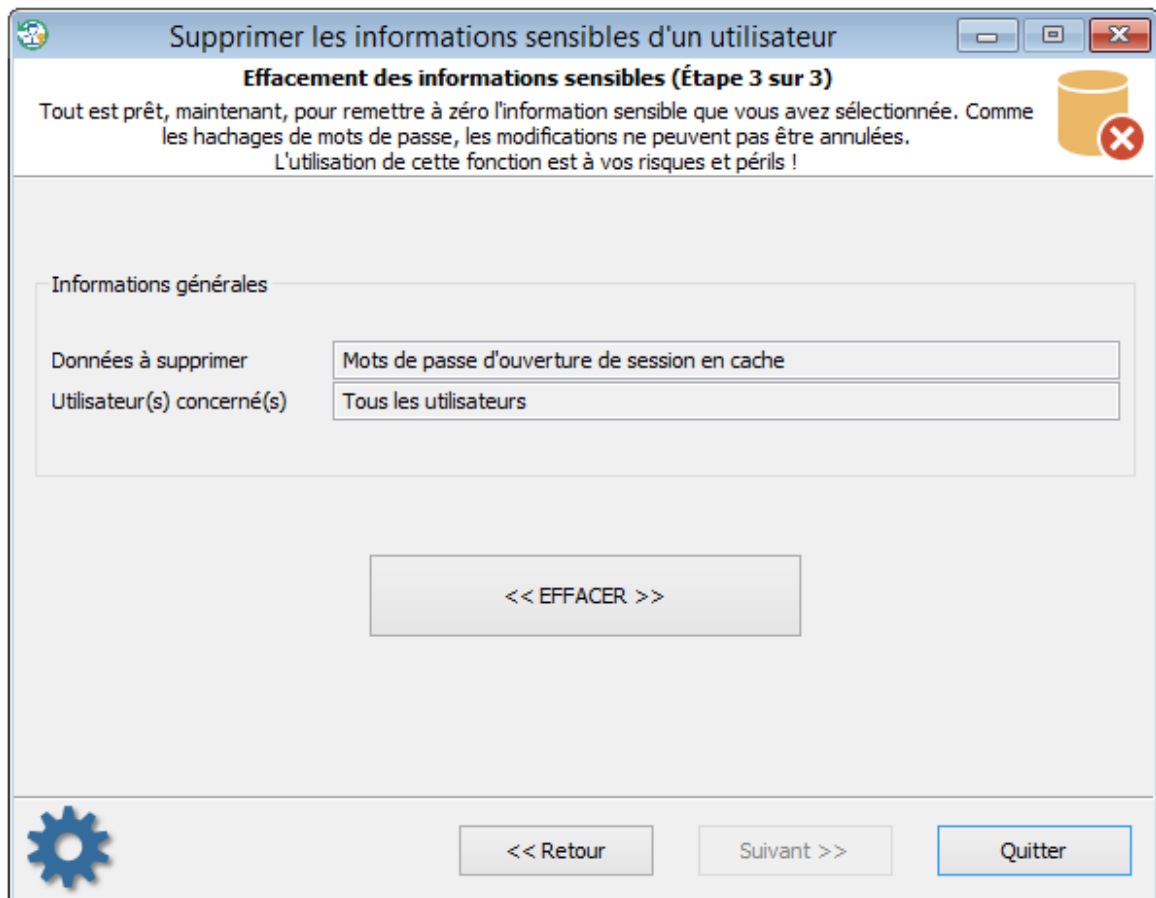 Supprimer les informations sensibles d'un utilisateur
Effacement des informations sensibles (Étape 3 sur 3)
Tout est prêt, maintenant, pour remettre à zéro l'information sensible que vous avez sélectionnée. Comme
les hachages de mots de passe, les modifications ne peuvent pas être annulées.
L'utilisation de cette fonction est à vos risques et périls !
Informations générales
Données à supprimer Mots de passe d'ouverture de session en cache
Utilisateur(s) concerné(s) Tous les utilisateurs
<< EFFACER >>
<< Retour Suivant >> Quitter